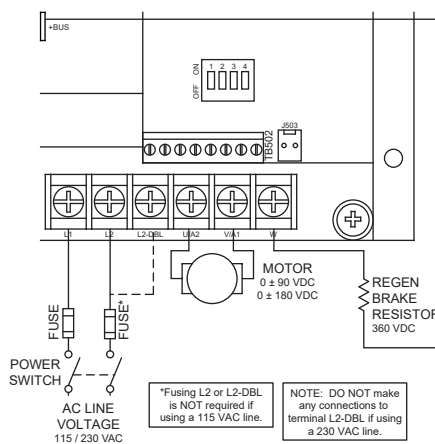 +BUS
ON
OFF
1 2 3 4
TB502
J503
L1 L2 L2-DBL U/A2 V/A1 W
MOTOR
0 ± 90 VDC
0 ± 180 VDC
REGEN
BRAKE
RESISTOR
360 VDC
FUSE
FUSE*
POWER
SWITCH
AC LINE
VOLTAGE
115 / 230 VAC
*Fusing L2 or L2-DBL
is NOT required if
using a 115 VAC line.
NOTE: DO NOT make
any connections to
terminal L2-DBL if using
a 230 VAC line.